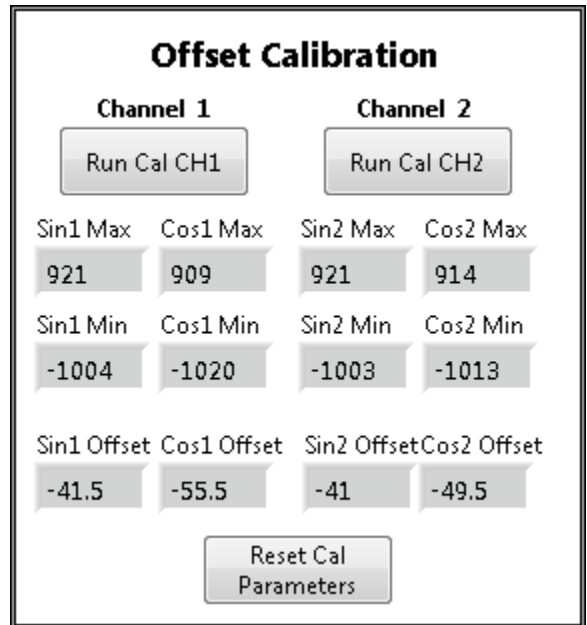 Offset Calibration
Channel 1 Channel 2
Run Cal CH1 Run Cal CH2
Sin1 Max Cos1 Max Sin2 Max Cos2 Max
921 909 921 914
Sin1 Min Cos1 Min Sin2 Min Cos2 Min
-1004 -1020 -1003 -1013
Sin1 Offset Cos1 Offset Sin2 Offset Cos2 Offset
-41.5 -55.5 -41 -49.5
Reset Cal
Parameters